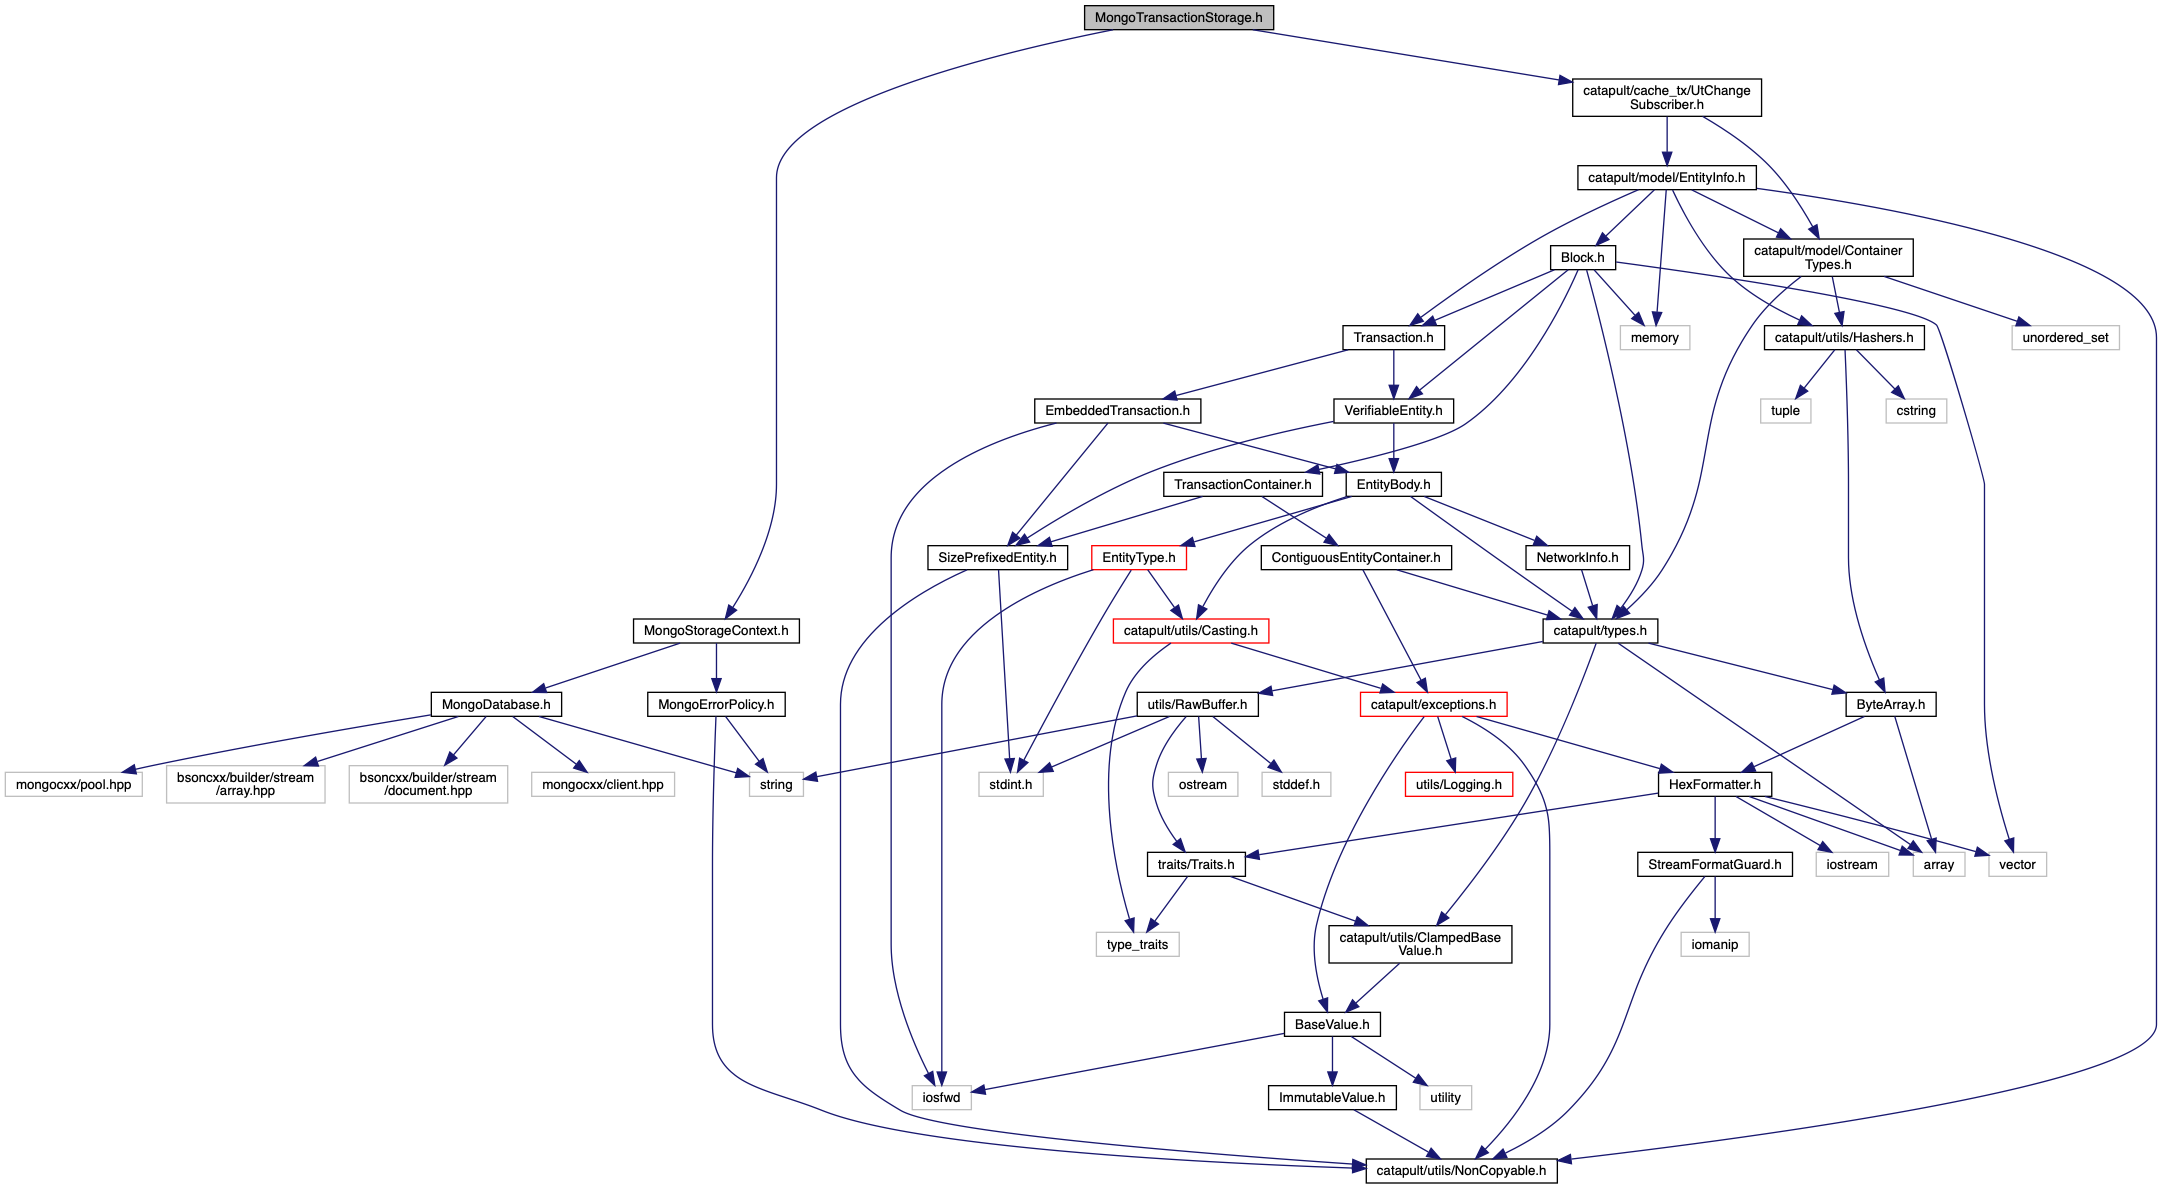 MongoTransactionStorage.h
catapult/cache_tx/UtChange
Subscriber.h
catapult/model/EntityInfo.h
Block.h
catapult/model/Container
Types.h
Transaction.h
memory
catapult/utils/Hashers.h
unordered_set
EmbeddedTransaction.h
VerifiableEntity.h
tuple
cstring
TransactionContainer.h
EntityBody.h
SizePrefixedEntity.h
EntityType.h
ContiguousEntityContainer.h
NetworkInfo.h
MongoStorageContext.h
catapult/utils/Casting.h
catapult/types.h
MongoDatabase.h
MongoErrorPolicy.h
utils/RawBuffer.h
catapult/exceptions.h
ByteArray.h
mongocxx/pool.hpp
bsoncxx/builder/stream
/array.hpp
bsoncxx/builder/stream
/document.hpp
mongocxx/client.hpp
string
stdint.h
ostream
stddef.h
utils/Logging.h
HexFormatter.h
traits/Traits.h
StreamFormatGuard.h
iostream
array
vector
type_traits
catapult/utils/ClampedBase
Value.h
iomanip
BaseValue.h
iosfwd
ImmutableValue.h
utility
catapult/utils/NonCopyable.h